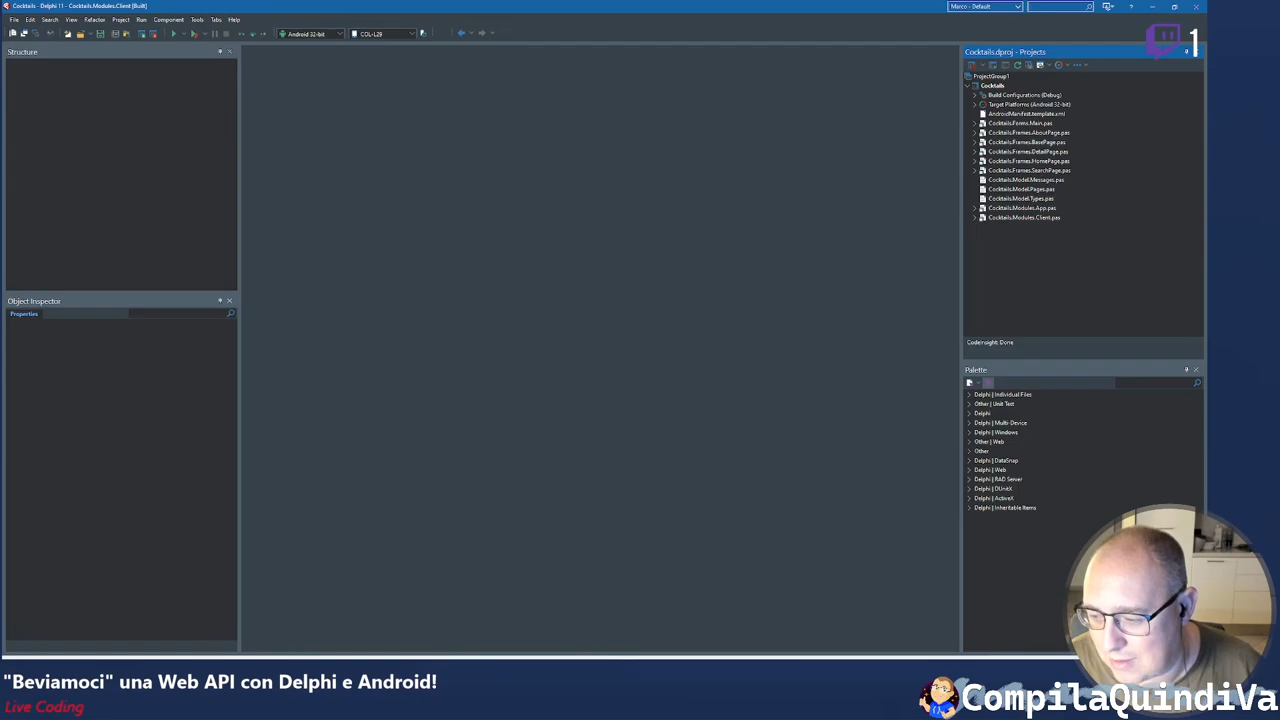 Cocktails - Delphi 11 - Cocktails.Modules.Client [Built]
Marco - Default
File Edit Search View Refactor Project Run Component Tools Tabs Help
Android 32-bit
COL-L29
1
Structure
Object Inspector
Properties
Cocktails.dproj - Projects
ProjectGroup1
Cocktails
Build Configurations (Debug)
Target Platforms (Android 32-bit)
AndroidManifest.template.xml
Cocktails.Forms.Main.pas
Cocktails.Frames.AboutPage.pas
Cocktails.Frames.BasePage.pas
Cocktails.Frames.DetailPage.pas
Cocktails.Frames.HomePage.pas
Cocktails.Frames.SearchPage.pas
Cocktails.Model.Messages.pas
Cocktails.Model.Pages.pas
Cocktails.Model.Types.pas
Cocktails.Modules.App.pas
Cocktails.Modules.Client.pas
CodeInsight: Done
Palette
Delphi | Individual Files
Other | Unit Test
Delphi
Delphi | Multi-Device
Delphi | Windows
Other | Web
Other
Delphi | DataSnap
Delphi | Web
Delphi | RAD Server
Delphi | DUnitX
Delphi | ActiveX
Delphi | Inheritable Items
"Beviamoci" una Web API con Delphi e Android!
Live Coding
CompilaQuindiVa